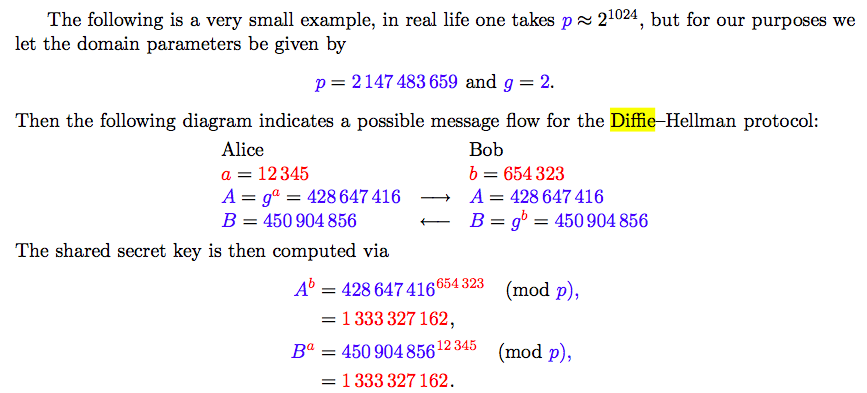 The following is a very small example, in real life one takes p ≈ 2^1024, but for our purposes we
let the domain parameters be given by
p = 2 147 483 659 and g = 2.
Then the following diagram indicates a possible message flow for the Diffie–Hellman protocol:
Alice Bob
a = 12 345 b = 654 323
A = g^a = 428 647 416 ⟶ A = 428 647 416
B = 450 904 856 ⟵ B = g^b = 450 904 856
The shared secret key is then computed via
A^b = 428 647 416^654 323 (mod p),
= 1 333 327 162,
B^a = 450 904 856^12 345 (mod p),
= 1 333 327 162.